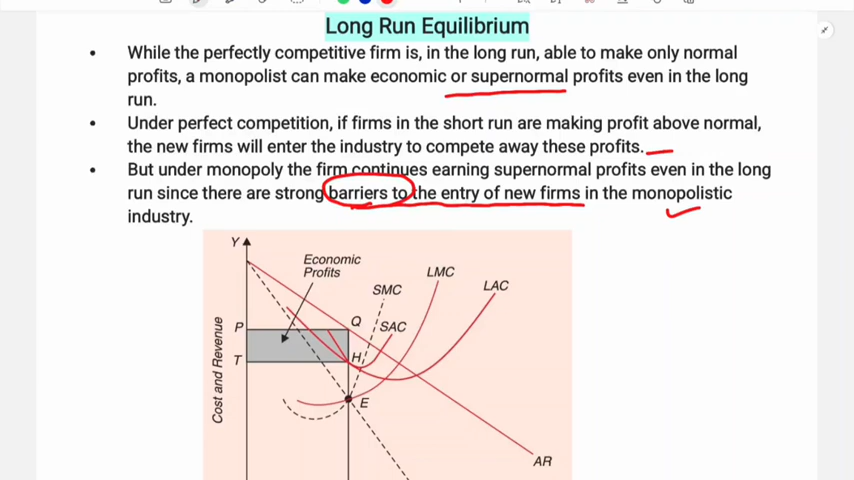 Long Run Equilibrium
• While the perfectly competitive firm is, in the long run, able to make only normal
profits, a monopolist can make economic or supernormal profits even in the long
run.
• Under perfect competition, if firms in the short run are making profit above normal,
the new firms will enter the industry to compete away these profits.
• But under monopoly the firm continues earning supernormal profits even in the long
run since there are strong barriers to the entry of new firms in the monopolistic
industry.
Y
Economic
Profits
LMC
SMC
LAC
P
Q
SAC
T
H
Cost and Revenue
E
AR